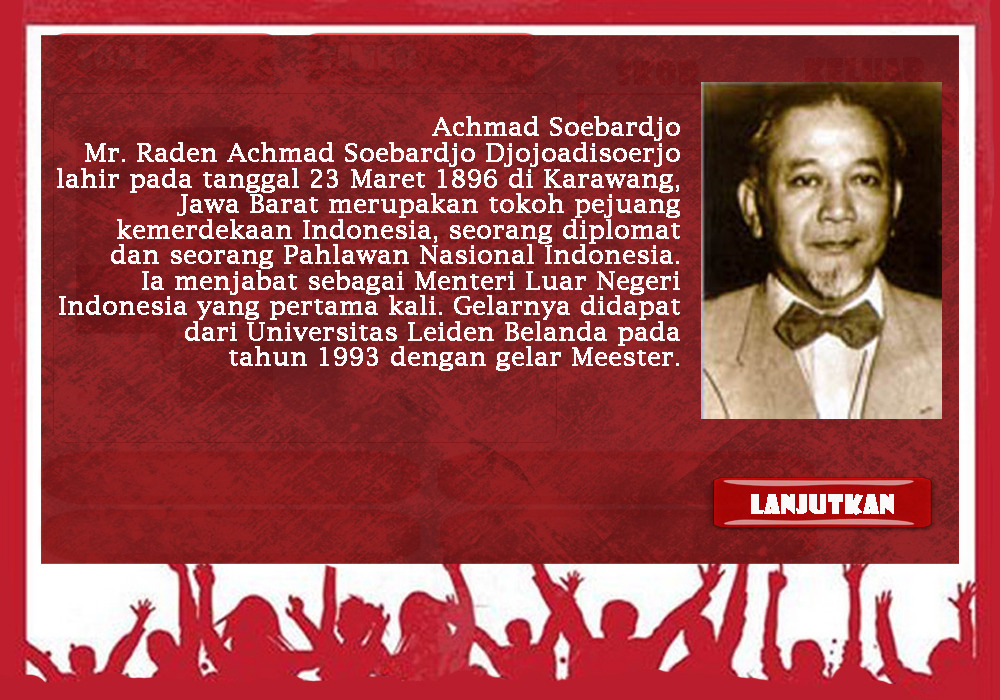 Achmad Soebardjo
Mr. Raden Achmad Soebardjo Djojoadisoerjo
lahir pada tanggal 23 Maret 1896 di Karawang,
Jawa Barat merupakan tokoh pejuang
kemerdekaan Indonesia, seorang diplomat
dan seorang Pahlawan Nasional Indonesia.
Ia menjabat sebagai Menteri Luar Negeri
Indonesia yang pertama kali. Gelarnya didapat
dari Universitas Leiden Belanda pada
tahun 1993 dengan gelar Meester.
LANJUTKAN